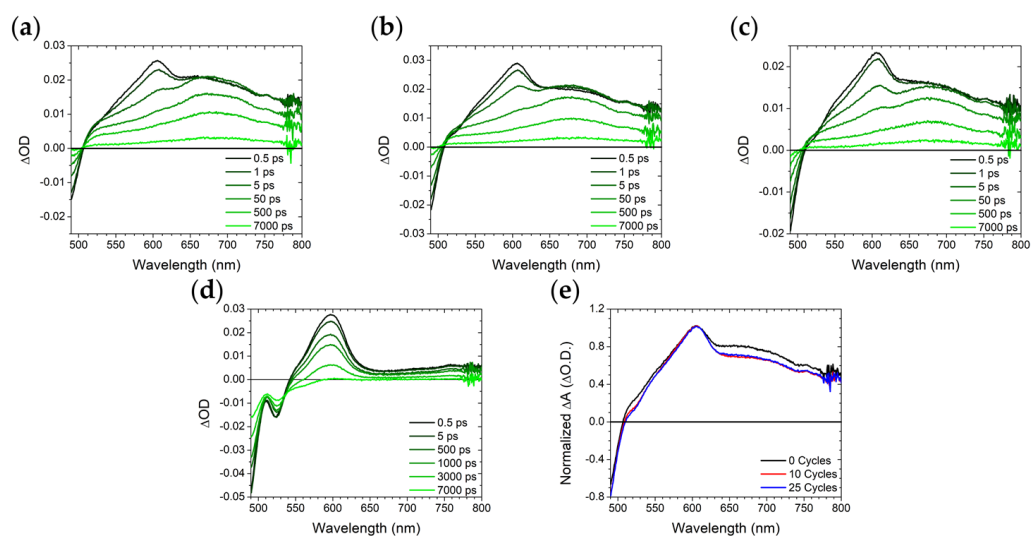 (a)
0.03
0.02
0.01
0.00
-0.01
-0.02
ΔOD
0.5 ps
1 ps
5 ps
50 ps
500 ps
7000 ps
500 550 600 650 700 750 800
Wavelength (nm)
(b)
0.04
0.03
0.02
0.01
0.00
-0.01
-0.02
-0.03
ΔOD
0.5 ps
1 ps
5 ps
50 ps
500 ps
7000 ps
500 550 600 650 700 750 800
Wavelength (nm)
(c)
0.02
0.01
0.00
-0.01
-0.02
ΔOD
0.5 ps
1 ps
5 ps
50 ps
500 ps
7000 ps
500 550 600 650 700 750 800
Wavelength (nm)
(d)
0.03
0.02
0.01
0.00
-0.01
-0.02
-0.03
-0.04
-0.05
ΔOD
0.5 ps
5 ps
500 ps
1000 ps
3000 ps
7000 ps
500 550 600 650 700 750 800
Wavelength (nm)
(e)
1.2
0.8
0.4
0.0
-0.4
-0.8
Normalized ΔA (ΔO.D.)
0 Cycles
10 Cycles
25 Cycles
500 550 600 650 700 750 800
Wavelength (nm)